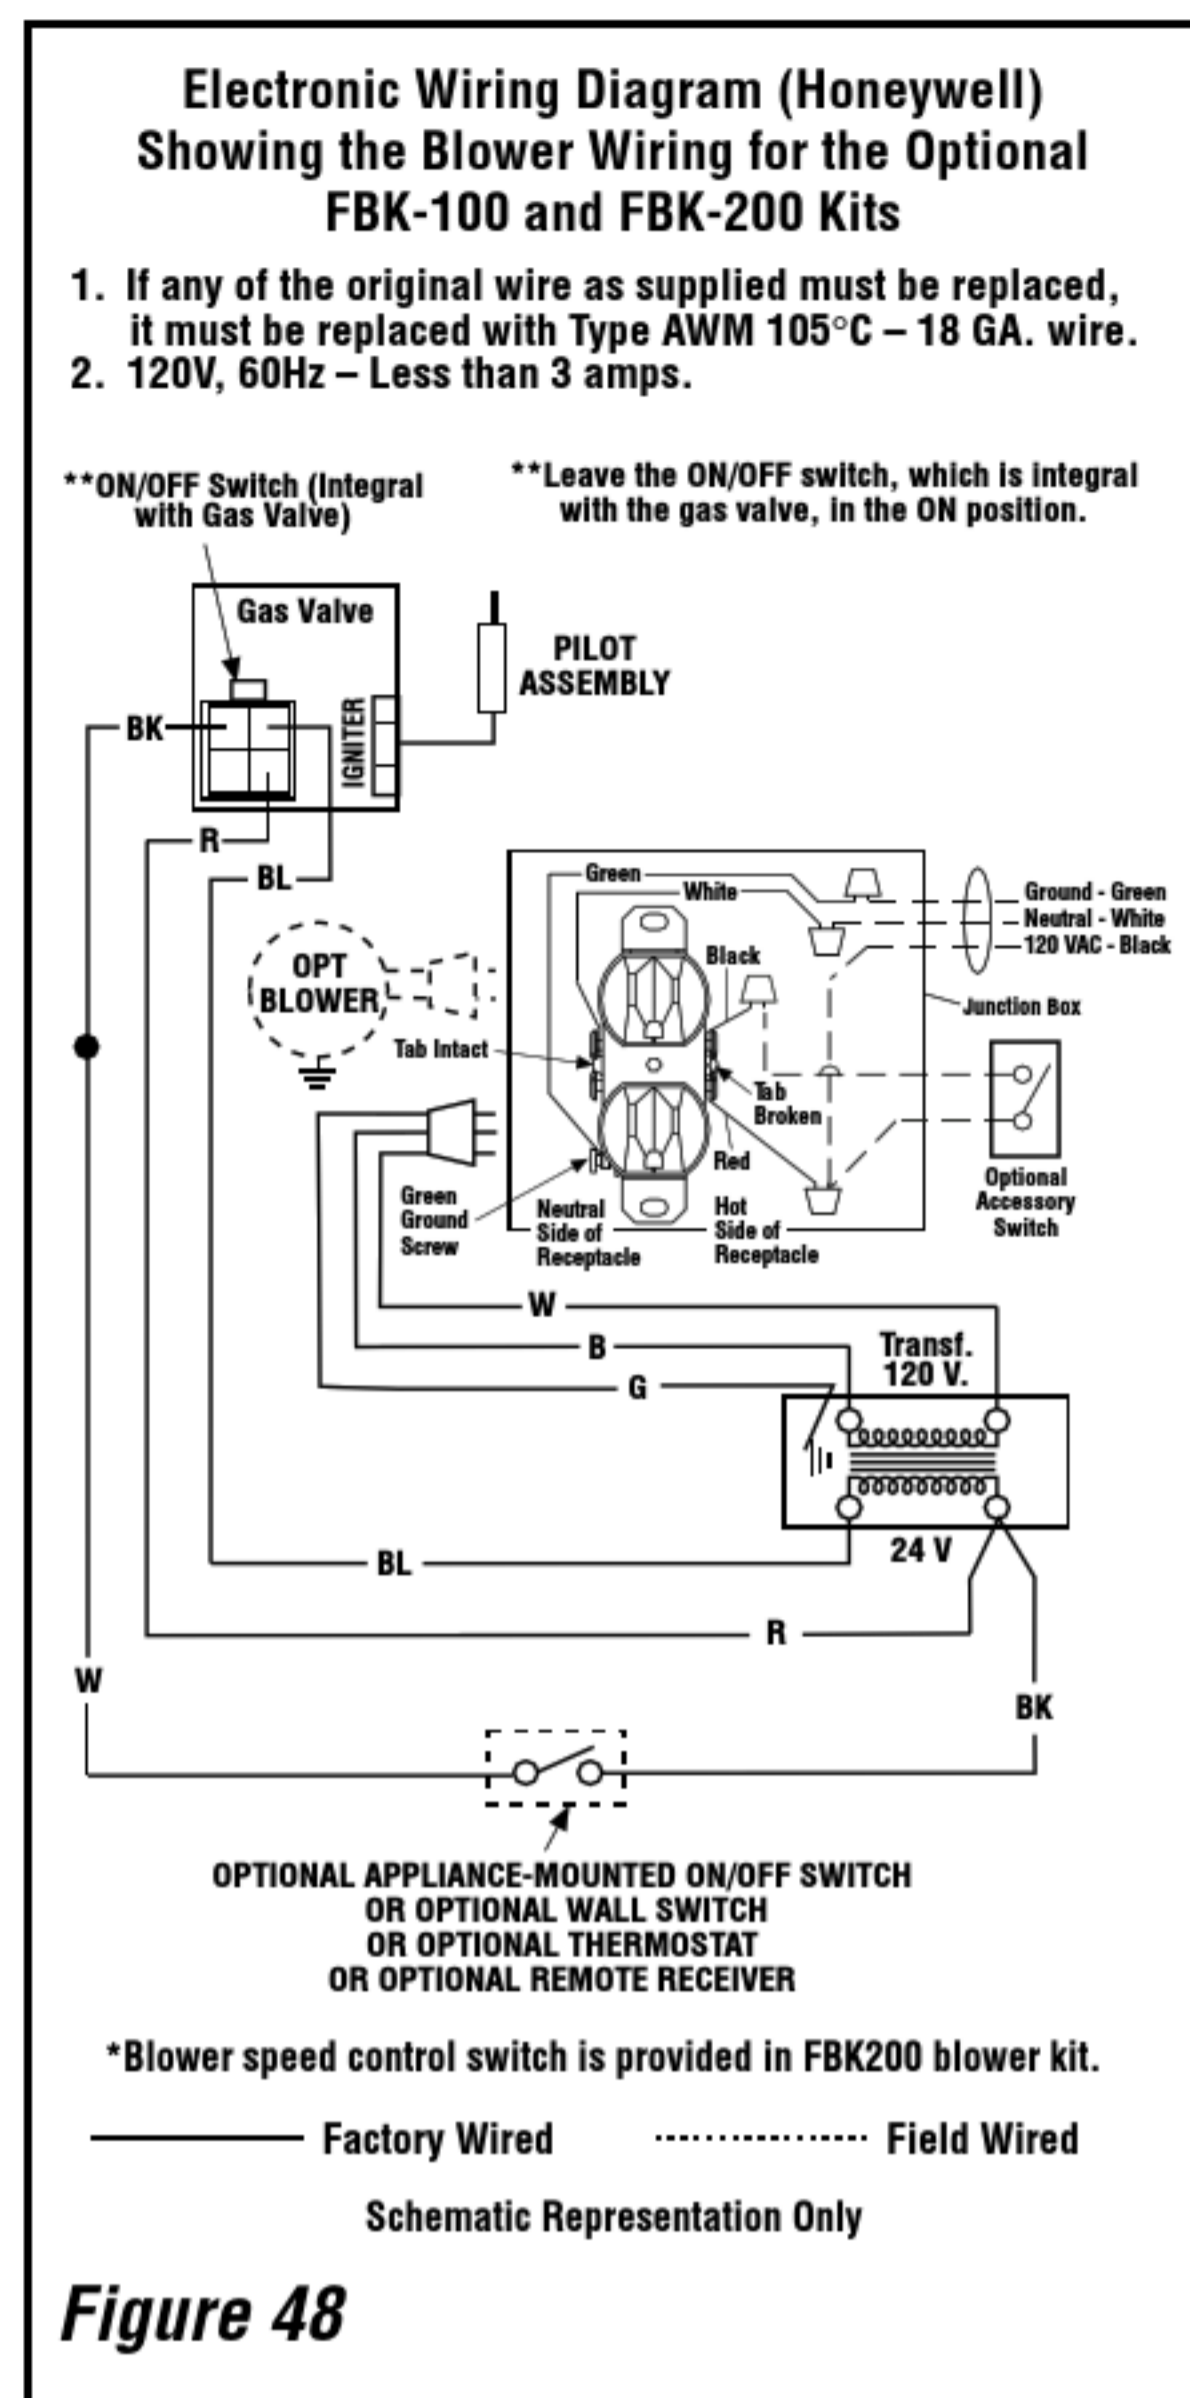 Electronic Wiring Diagram (Honeywell)
Showing the Blower Wiring for the Optional
FBK-100 and FBK-200 Kits
1. If any of the original wire as supplied must be replaced,
it must be replaced with Type AWM 105°C – 18 GA. wire.
2. 120V, 60Hz – Less than 3 amps.
**ON/OFF Switch (Integral
with Gas Valve)
**Leave the ON/OFF switch, which is integral
with the gas valve, in the ON position.
Gas Valve
PILOT
ASSEMBLY
IGNITER
BK
R
BL
Green
White
Ground - Green
Neutral - White
120 VAC - Black
Black
OPT
BLOWER
Junction Box
Tab Intact
Tab
Broken
Red
Green
Ground
Screw
Neutral
Side of
Receptacle
Hot
Side of
Receptacle
Optional
Accessory
Switch
W
B
G
Transf.
120 V.
24 V
BL
R
W
BK
OPTIONAL APPLIANCE-MOUNTED ON/OFF SWITCH
OR OPTIONAL WALL SWITCH
OR OPTIONAL THERMOSTAT
OR OPTIONAL REMOTE RECEIVER
*Blower speed control switch is provided in FBK200 blower kit.
Factory Wired
Field Wired
Schematic Representation Only
Figure 48